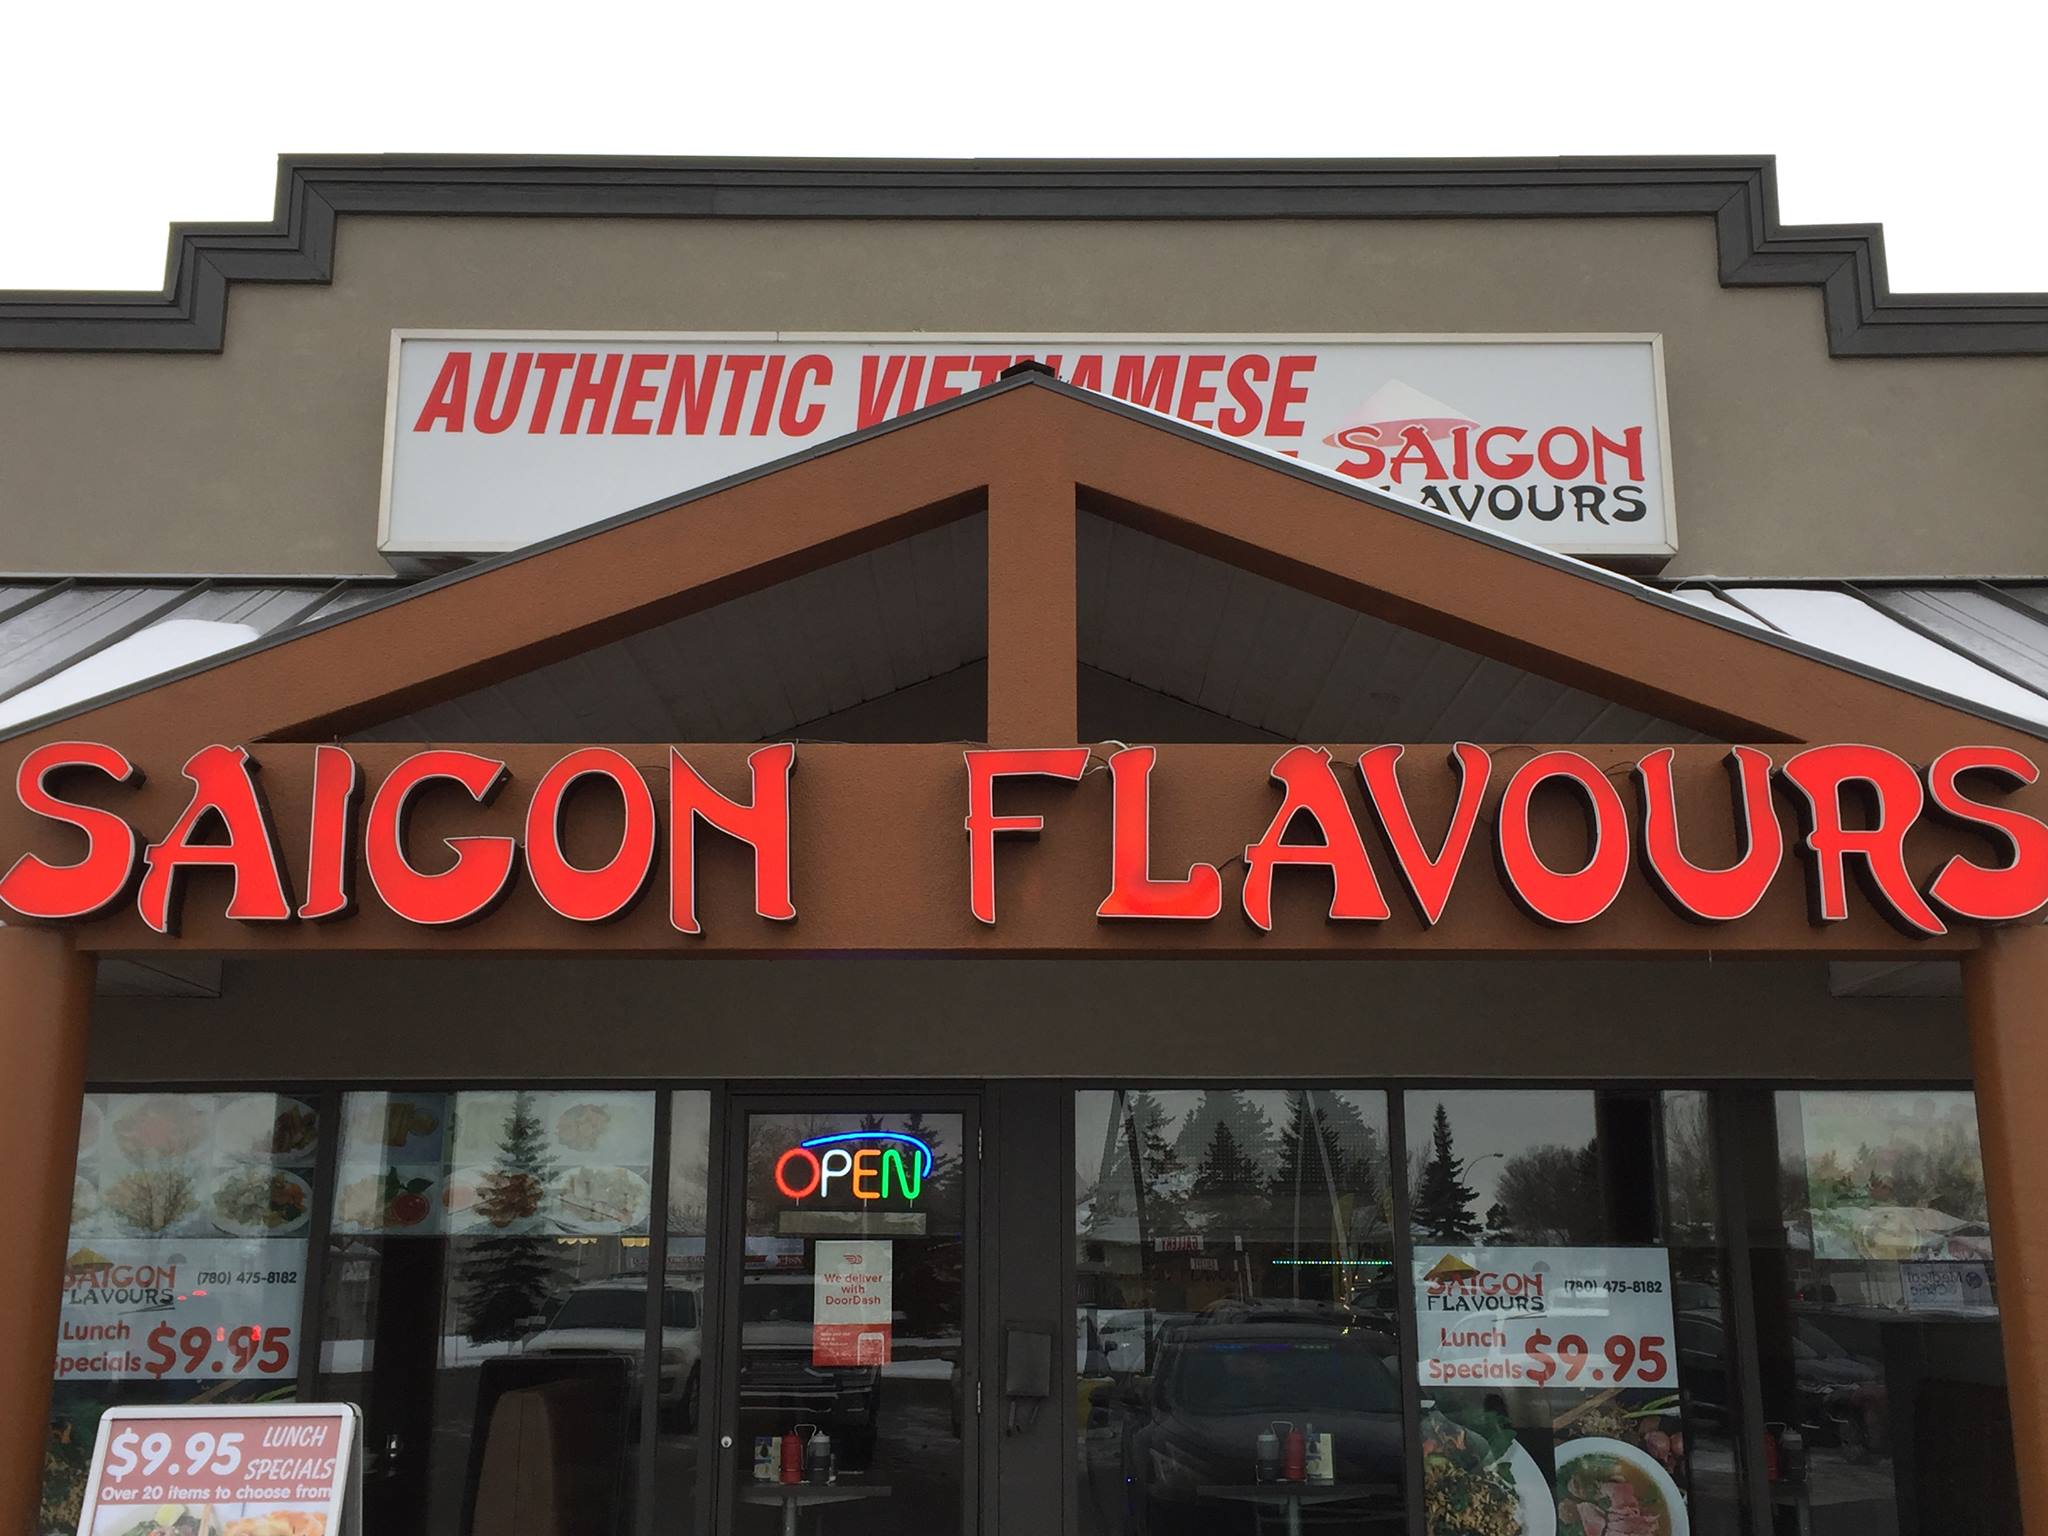 AUTHENTIC VIETNAMESE
SAIGON
FLAVOURS
SAIGON FLAVOURS
OPEN
We deliver
with
DoorDash
SAIGON (780) 475-8182
FLAVOURS
Lunch
Specials $9.95
SAIGON (780) 475-8182
FLAVOURS
Lunch
Specials $9.95
$9.95 LUNCH
SPECIALS
Over 20 items to choose from